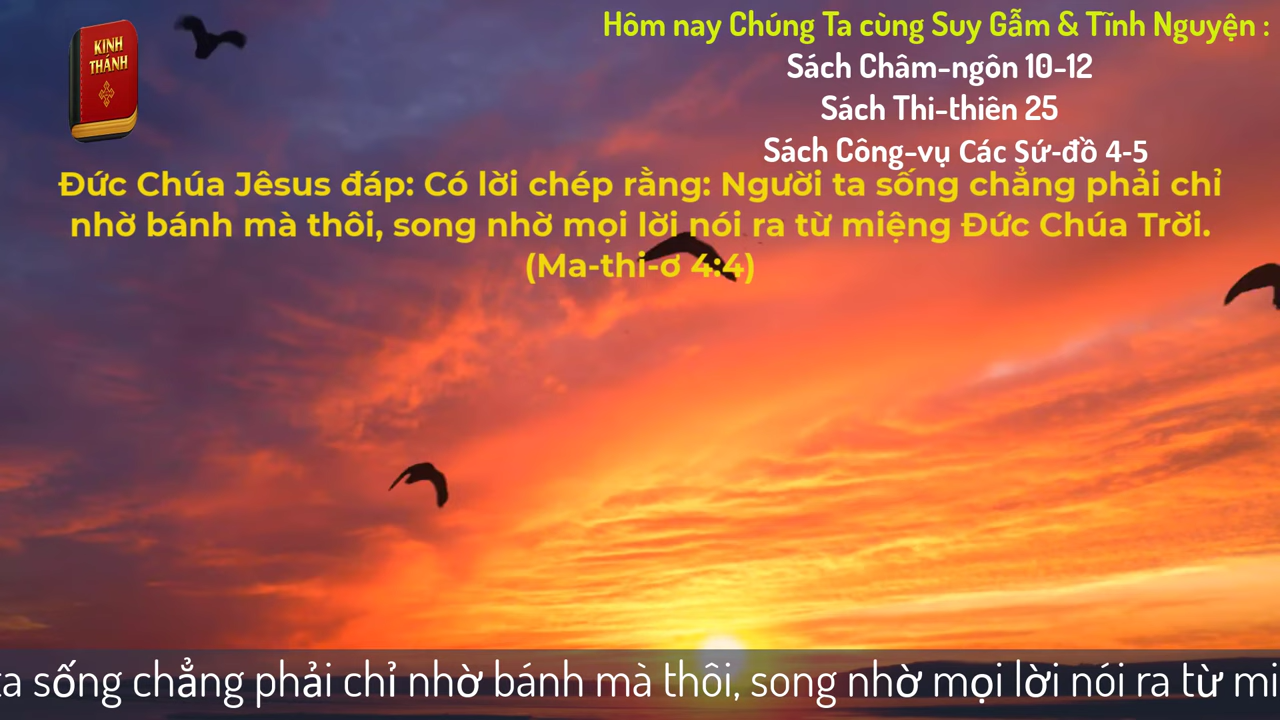 KINH
THÁNH
Hôm nay Chúng Ta cùng Suy Gẫm & Tĩnh Nguyện :
Sách Châm-ngôn 10-12
Sách Thi-thiên 25
Sách Công-vụ Các Sứ-đồ 4-5
Đức Chúa Jêsus đáp: Có lời chép rằng: Người ta sống chẳng phải chỉ
nhờ bánh mà thôi, song nhờ mọi lời nói ra từ miệng Đức Chúa Trời.
(Ma-thi-ơ 4:4)
ta sống chẳng phải chỉ nhờ bánh mà thôi, song nhờ mọi lời nói ra từ mi